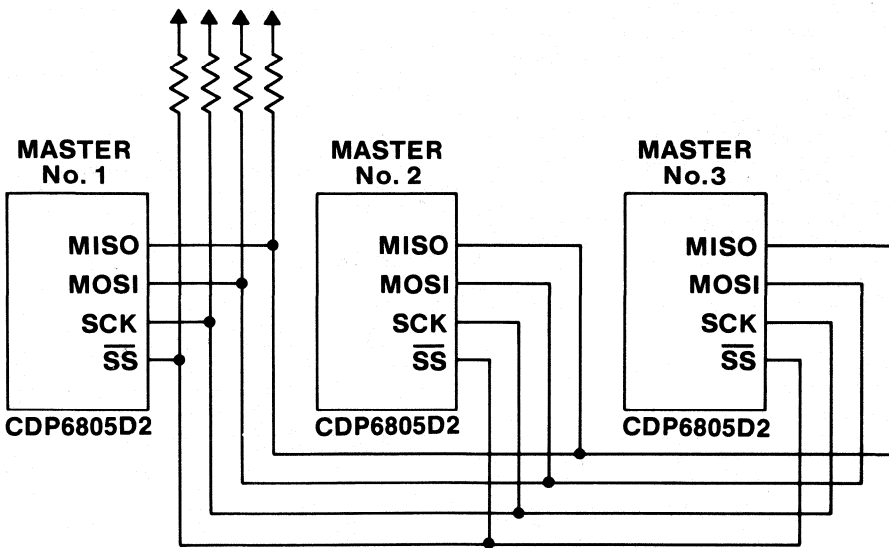 MASTER
No. 1
MISO
MOSI
SCK
SS
CDP6805D2
MASTER
No. 2
MISO
MOSI
SCK
SS
CDP6805D2
MASTER
No.3
MISO
MOSI
SCK
SS
CDP6805D2